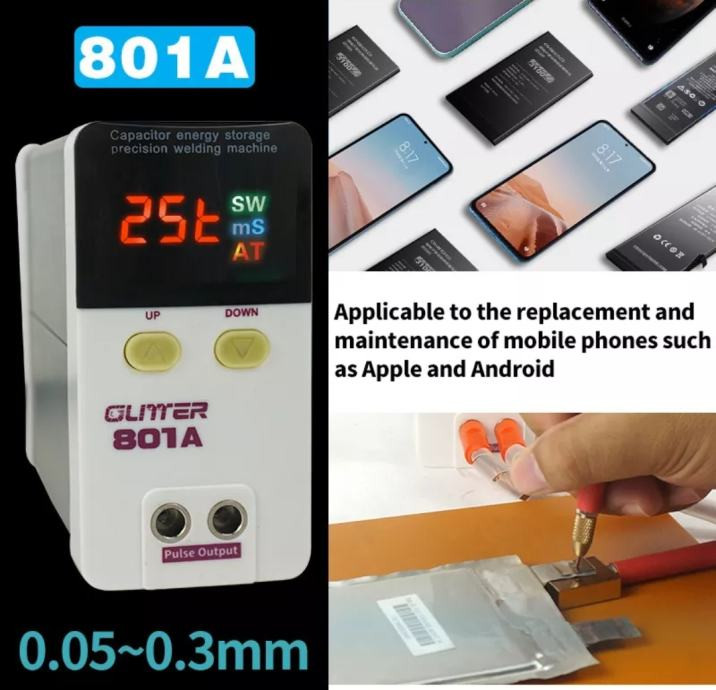 801A
Capacitor energy storage
precision welding machine
25t
SW
mS
AT
UP
DOWN
GLITTER
801A
Pulse Output
0.05~0.3mm
8:17
8:17
Applicable to the replacement and
maintenance of mobile phones such
as Apple and Android